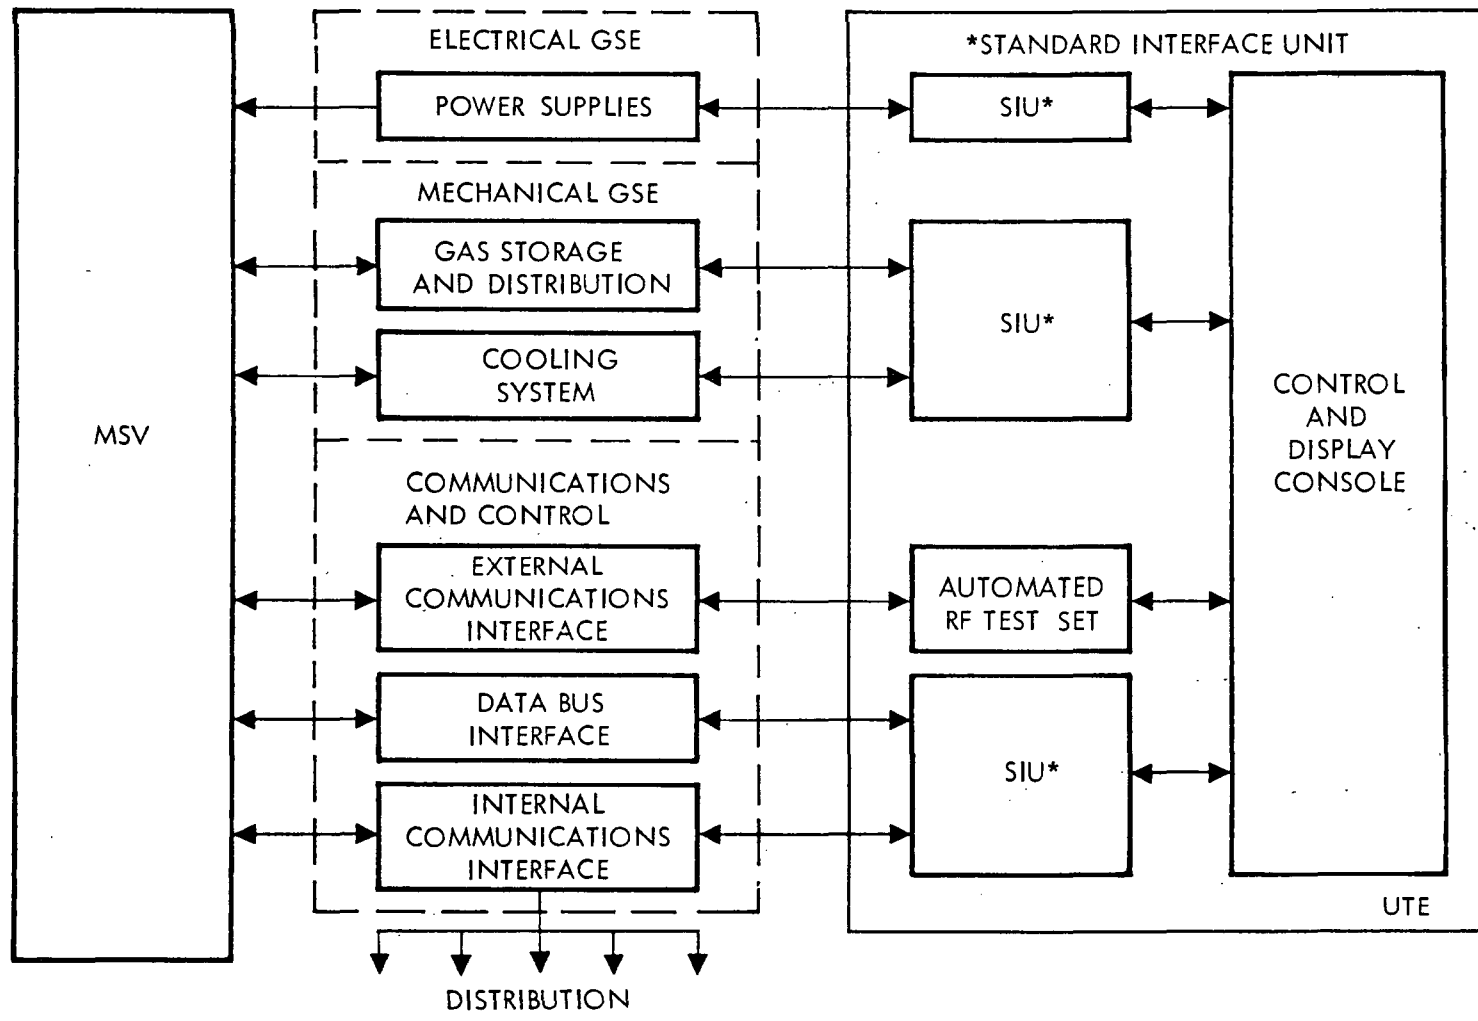 ELECTRICAL GSE
POWER SUPPLIES
MECHANICAL GSE
GAS STORAGE
AND DISTRIBUTION
COOLING
SYSTEM
MSV
COMMUNICATIONS
AND CONTROL
EXTERNAL
COMMUNICATIONS
INTERFACE
DATA BUS
INTERFACE
INTERNAL
COMMUNICATIONS
INTERFACE
DISTRIBUTION
*STANDARD INTERFACE UNIT
SIU*
SIU*
AUTOMATED
RF TEST SET
SIU*
CONTROL
AND
DISPLAY
CONSOLE
UTE